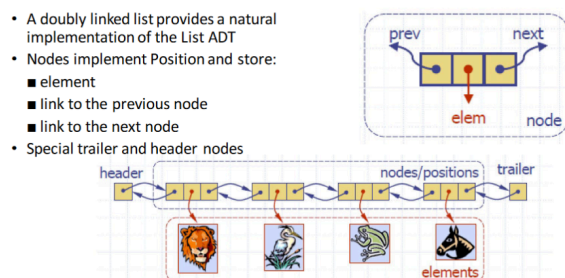 • A doubly linked list provides a natural
implementation of the List ADT
• Nodes implement Position and store:
■ element
■ link to the previous node
■ link to the next node
• Special trailer and header nodes
prev
next
elem
node
header
nodes/positions
trailer
elements